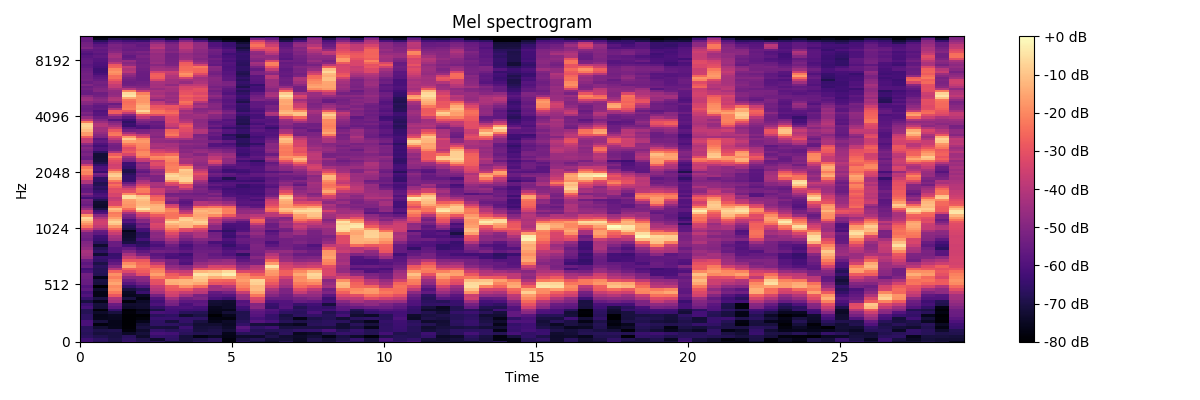 Mel spectrogram
8192
4096
2048
1024
512
0
Hz
0 5 10 15 20 25
Time
+0 dB
-10 dB
-20 dB
-30 dB
-40 dB
-50 dB
-60 dB
-70 dB
-80 dB